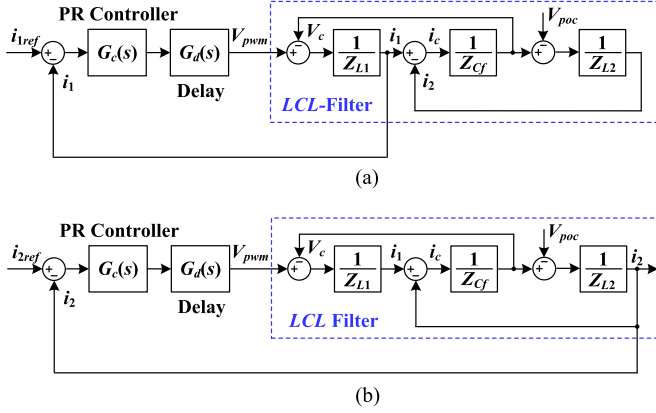 PR Controller
i1ref
+
−
i1
Gc(s)
Gd(s)
Delay
Vpwm
+
−
Vc
1
ZL1
i1
+
−
ic
i2
1
ZCf
Vpoc
+
−
1
ZL2
LCL-Filter
(a)
PR Controller
i2ref
+
−
i2
Gc(s)
Gd(s)
Delay
Vpwm
+
−
Vc
1
ZL1
i1
+
−
ic
1
ZCf
Vpoc
+
−
1
ZL2
i2
LCL Filter
(b)